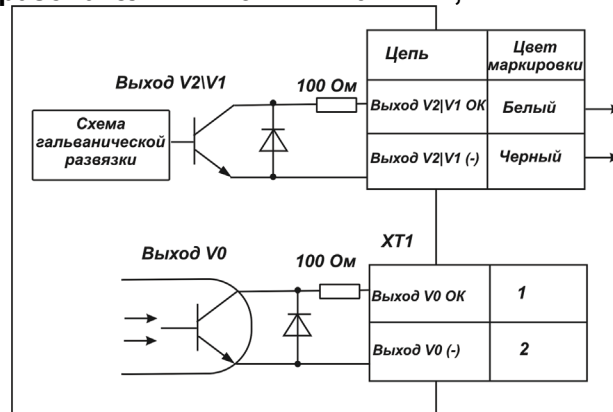 Цепь
Цвет
маркировки
Выход V2\V1
100 Ом
Схема
гальванической
развязки
Выход V2|V1 ОК
Белый
Выход V2|V1 (-)
Черный
ХТ1
Выход V0
100 Ом
Выход V0 ОК
1
Выход V0 (-)
2